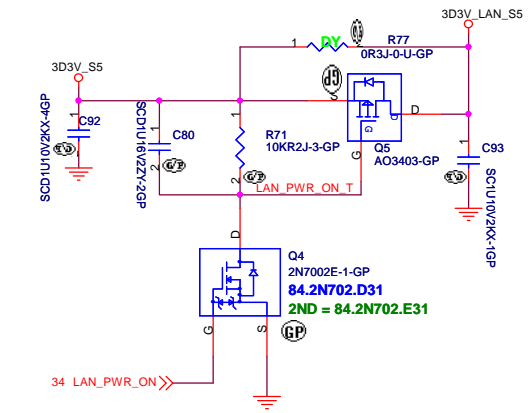 3D3V_LAN_S5
1
DY
R77
0R3J-0-U-GP
3D3V_S5
S
D
G
Q5
AO3403-GP
G
1
C92
SCD1U10V2KX-4GP
1
2
C80
SCD1U16V2ZY-2GP
1
2
R71
10KR2J-3-GP
1
C93
SC1U10V2KX-1GP
LAN_PWR_ON_T
D
Q4
2N7002E-1-GP
84.2N702.D31
2ND = 84.2N702.E31
GP
G
S
34 LAN_PWR_ON